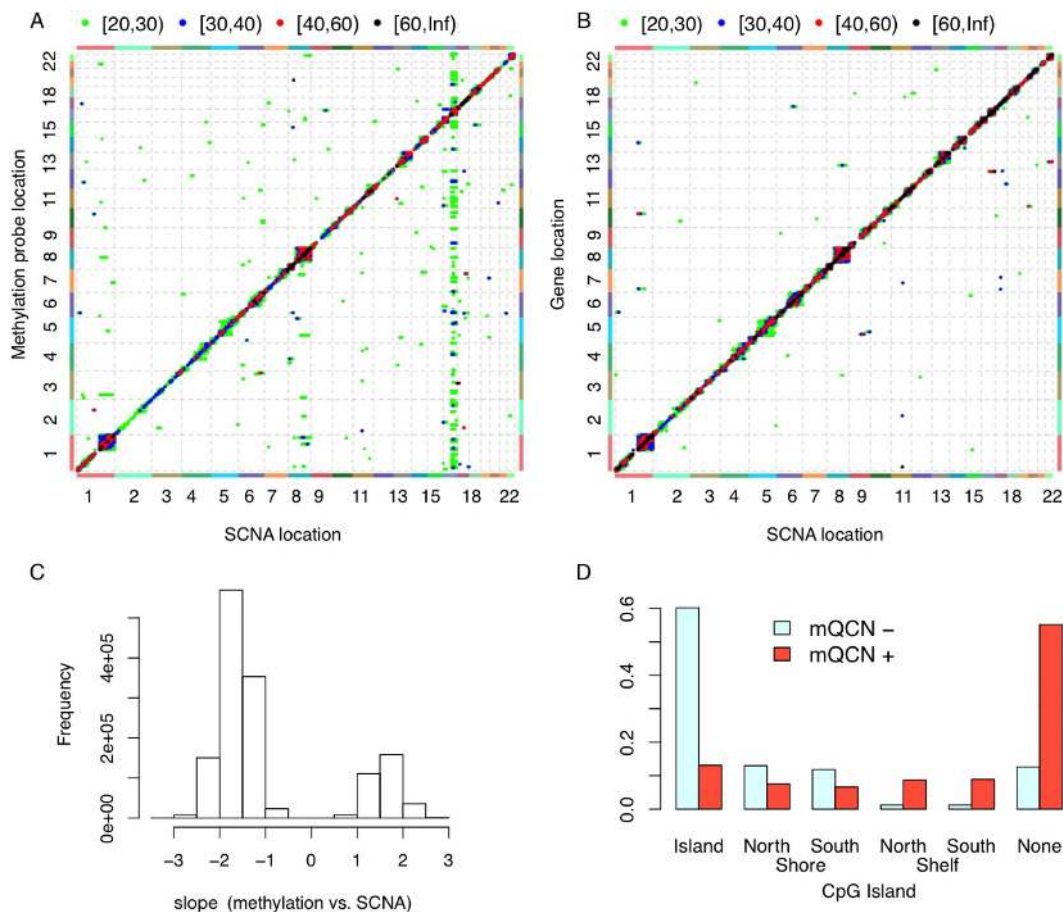 A
[20,30) [30,40) [40,60) [60,Inf)
Methylation probe location
22
18
15
13
11
9
8
7
6
5
4
3
2
1
1 2 3 4 5 6 7 8 9 11 13 15 18 22
SCNA location
B
[20,30) [30,40) [40,60) [60,Inf)
Gene location
22
18
15
13
11
9
8
7
6
5
4
3
2
1
1 2 3 4 5 6 7 8 9 11 13 15 18 22
SCNA location
C
Frequency
4e+05
2e+05
0e+00
−3 −2 −1 0 1 2 3
slope (methylation vs. SCNA)
D
0.6
0.4
0.2
0.0
mQCN −
mQCN +
Island North South North South None
Shore Shelf
CpG Island